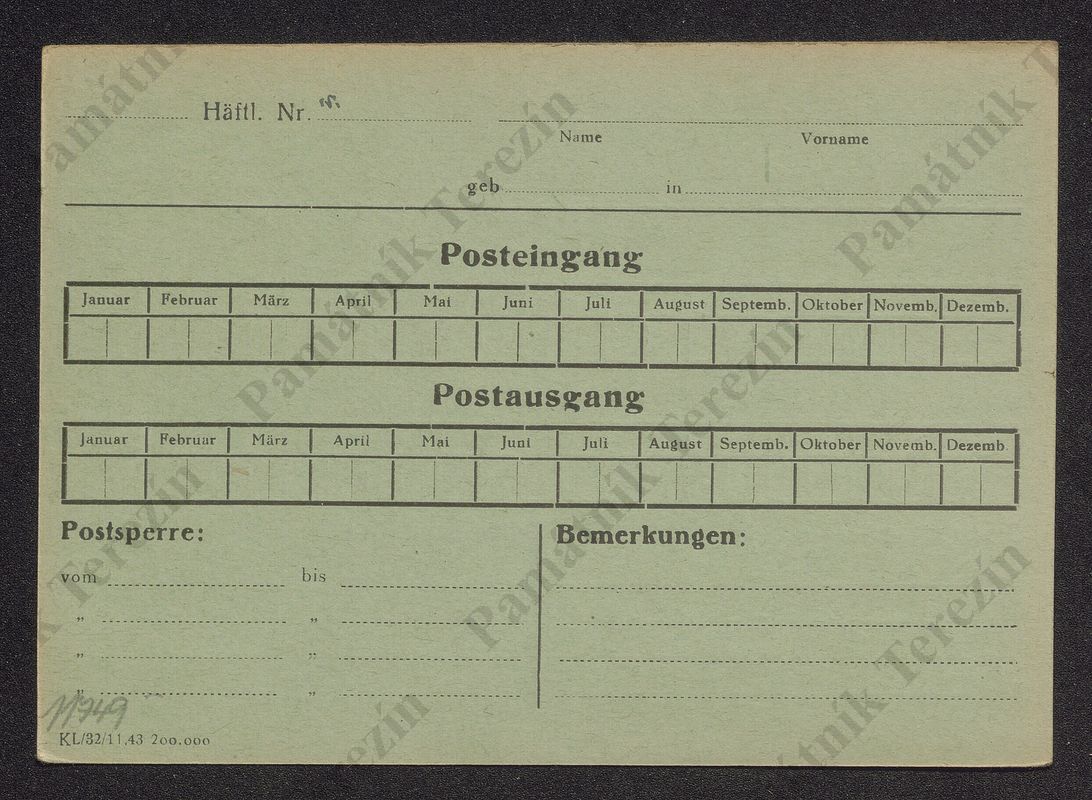 Häftl. Nr.
Name Vorname
geb in
Posteingang
Januar Februar März April Mai Juni Juli August Septemb. Oktober Novemb. Dezemb.
Postausgang
Januar Februar März April Mai Juni Juli August Septemb. Oktober Novemb. Dezemb.
Postsperre: Bemerkungen:
vom bis
„ „
„ „
„ „
11749
KL/32/11.43 200.000
Památník Terezín